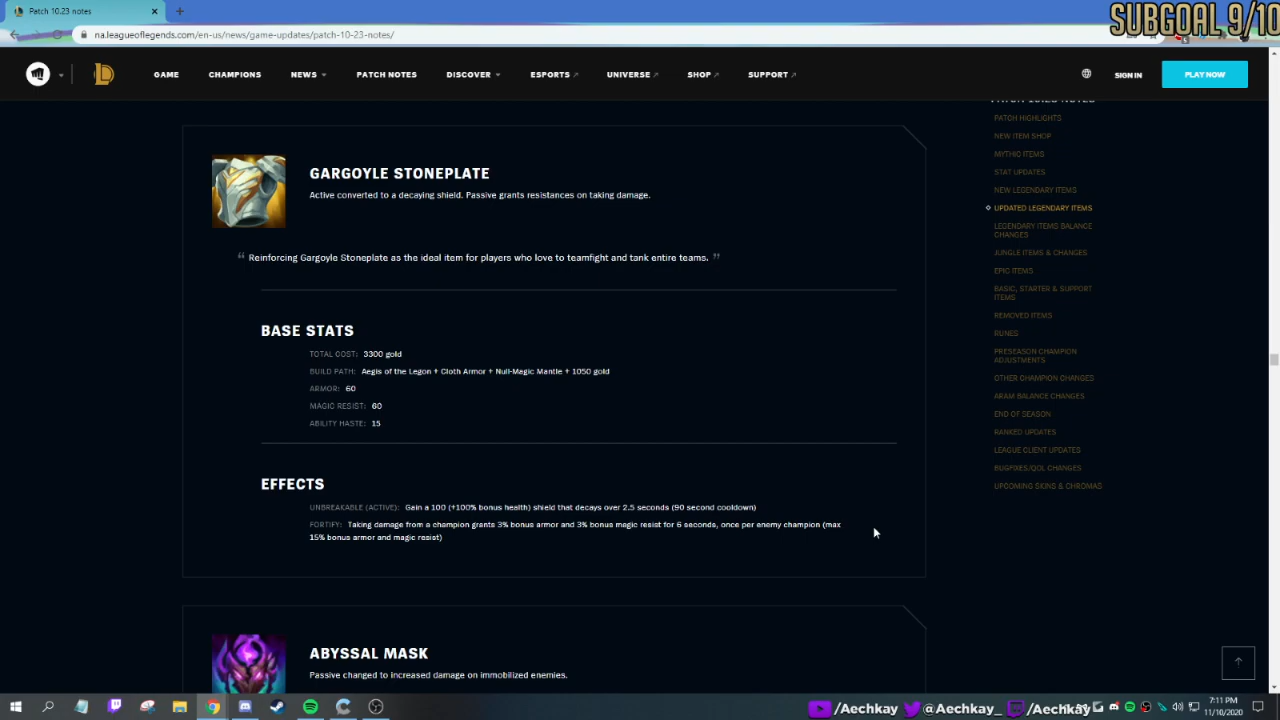 Patch 10.23 notes
SUBGOAL 9/10
na.leagueoflegends.com/en-us/news/game-updates/patch-10-23-notes/
GAME CHAMPIONS NEWS PATCH NOTES DISCOVER ESPORTS UNIVERSE SHOP SUPPORT SIGN IN PLAY NOW
PATCH 10.23 NOTES
PATCH HIGHLIGHTS
NEW ITEM SHOP
MYTHIC ITEMS
STAT UPDATES
NEW LEGENDARY ITEMS
UPDATED LEGENDARY ITEMS
LEGENDARY ITEMS BALANCE
CHANGES
JUNGLE ITEMS & CHANGES
EPIC ITEMS
BASIC, STARTER & SUPPORT
ITEMS
REMOVED ITEMS
RUNES
PRESEASON CHAMPION
ADJUSTMENTS
OTHER CHAMPION CHANGES
ARAM BALANCE CHANGES
END OF SEASON
RANKED UPDATES
LEAGUE CLIENT UPDATES
BUGFIXES/QOL CHANGES
UPCOMING SKINS & CHROMAS
GARGOYLE STONEPLATE
Active converted to a decaying shield. Passive grants resistances on taking damage.
“ Reinforcing Gargoyle Stoneplate as the ideal item for players who love to teamfight and tank entire teams. ”
BASE STATS
TOTAL COST: 3300 gold
BUILD PATH: Aegis of the Legon + Cloth Armor + Null-Magic Mantle + 1050 gold
ARMOR: 60
MAGIC RESIST: 60
ABILITY HASTE: 15
EFFECTS
UNBREAKABLE (ACTIVE): Gain a 100 (+100% bonus health) shield that decays over 2.5 seconds (90 second cooldown)
FORTIFY: Taking damage from a champion grants 3% bonus armor and 3% bonus magic resist for 6 seconds, once per enemy champion (max
15% bonus armor and magic resist)
ABYSSAL MASK
Passive changed to increased damage on immobilized enemies.
/Aechkay @Aechkay_ /Aechkay
7:11 PM
11/10/2020